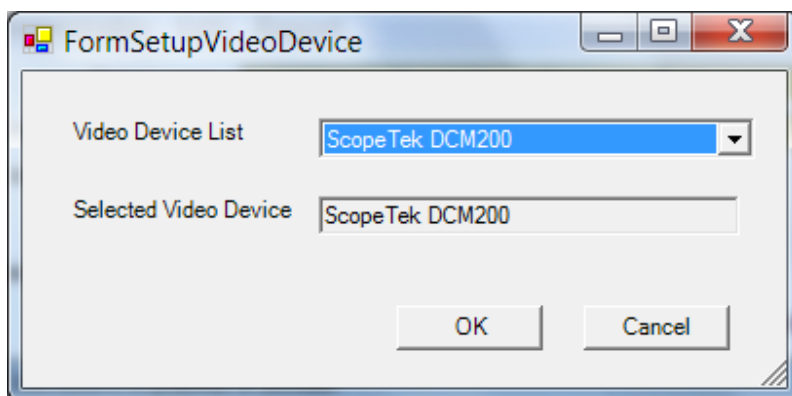 FormSetupVideoDevice
Video Device List ScopeTek DCM200
Selected Video Device ScopeTek DCM200
OK Cancel